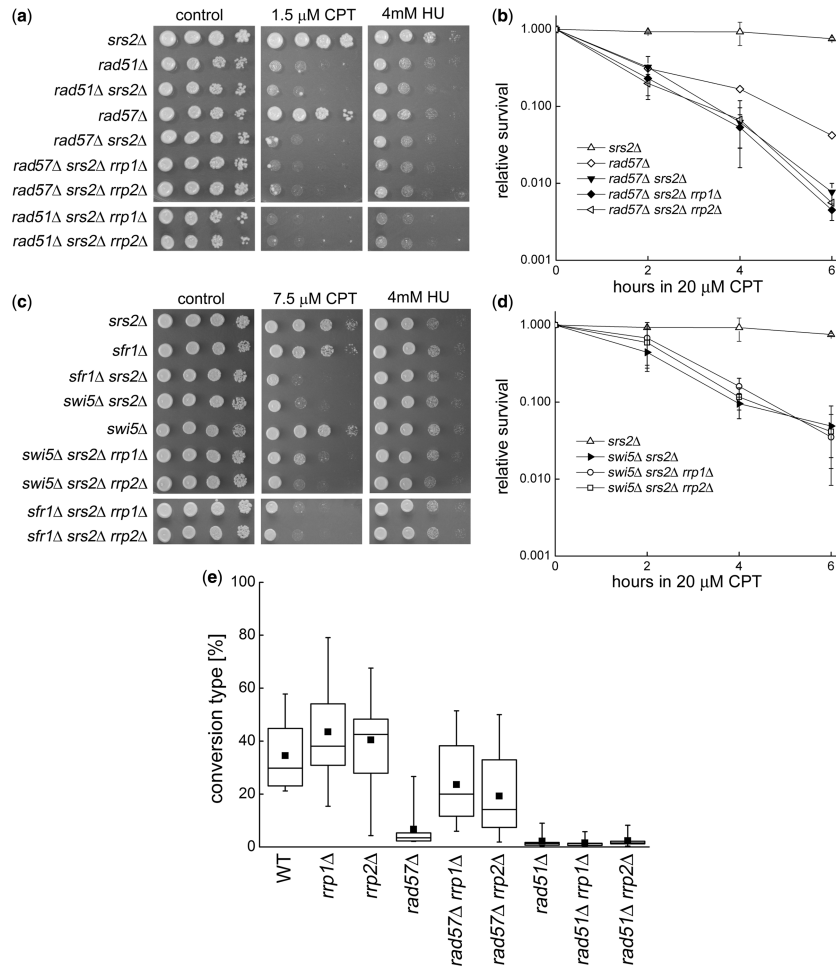 (a)
control
1.5 μM CPT
4mM HU
srs2Δ
rad51Δ
rad51Δ srs2Δ
rad57Δ
rad57Δ srs2Δ
rad57Δ srs2Δ rrp1Δ
rad57Δ srs2Δ rrp2Δ
rad51Δ srs2Δ rrp1Δ
rad51Δ srs2Δ rrp2Δ
(b)
relative survival
1.000
0.100
0.010
0.001
srs2Δ
rad57Δ
rad57Δ srs2Δ
rad57Δ srs2Δ rrp1Δ
rad57Δ srs2Δ rrp2Δ
0 2 4 6
hours in 20 μM CPT
(c)
control
7.5 μM CPT
4mM HU
srs2Δ
sfr1Δ
sfr1Δ srs2Δ
swi5Δ srs2Δ
swi5Δ
swi5Δ srs2Δ rrp1Δ
swi5Δ srs2Δ rrp2Δ
sfr1Δ srs2Δ rrp1Δ
sfr1Δ srs2Δ rrp2Δ
(d)
relative survival
1.000
0.100
0.010
0.001
srs2Δ
swi5Δ srs2Δ
swi5Δ srs2Δ rrp1Δ
swi5Δ srs2Δ rrp2Δ
0 2 4 6
hours in 20 μM CPT
(e)
conversion type [%]
100
80
60
40
20
0
WT
rrp1Δ
rrp2Δ
rad57Δ
rad57Δ rrp1Δ
rad57Δ rrp2Δ
rad51Δ
rad51Δ rrp1Δ
rad51Δ rrp2Δ